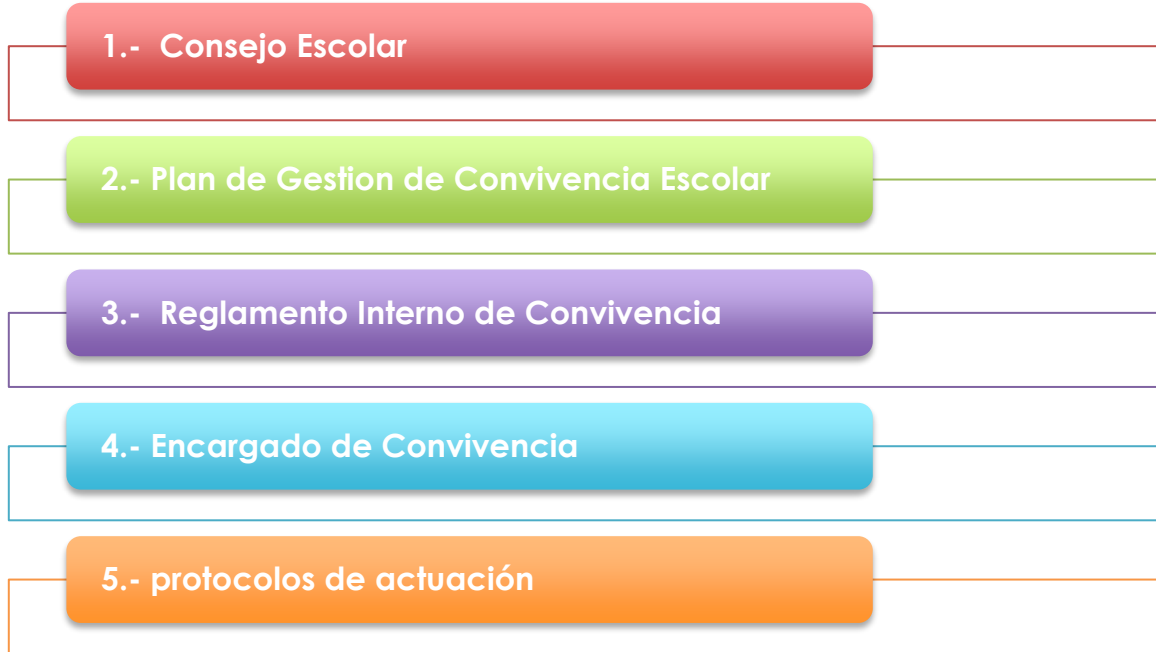 1.- Consejo Escolar
2.- Plan de Gestion de Convivencia Escolar
3.- Reglamento Interno de Convivencia
4.- Encargado de Convivencia
5.- protocolos de actuación